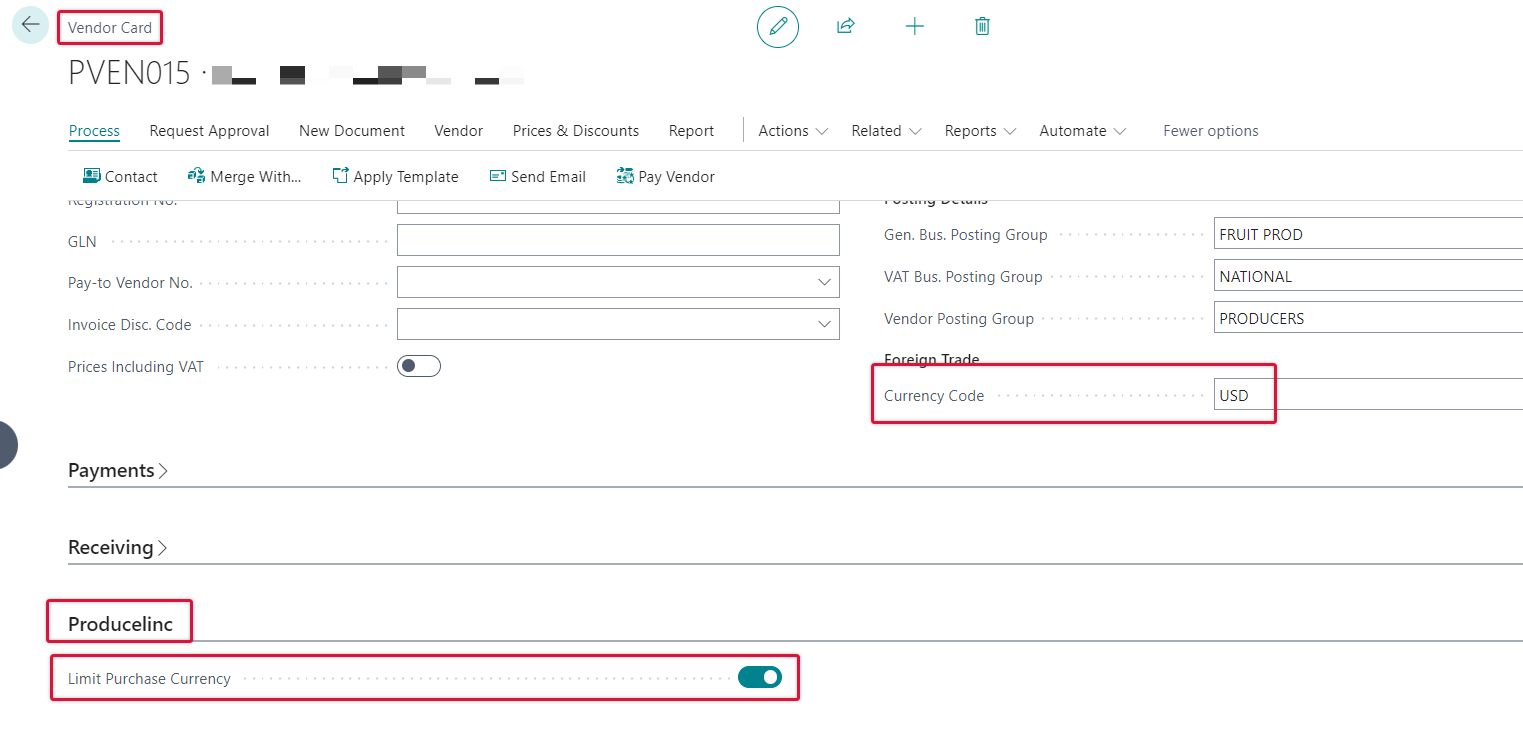 Vendor Card
PVEN015 ·
Process Request Approval New Document Vendor Prices & Discounts Report Actions Related Reports Automate Fewer options
Contact Merge With... Apply Template Send Email Pay Vendor
Registration No.
GLN
Pay-to Vendor No.
Invoice Disc. Code
Prices Including VAT
Posting Details
Gen. Bus. Posting Group FRUIT PROD
VAT Bus. Posting Group NATIONAL
Vendor Posting Group PRODUCERS
Foreign Trade
Currency Code USD
Payments
Receiving
Producelinc
Limit Purchase Currency